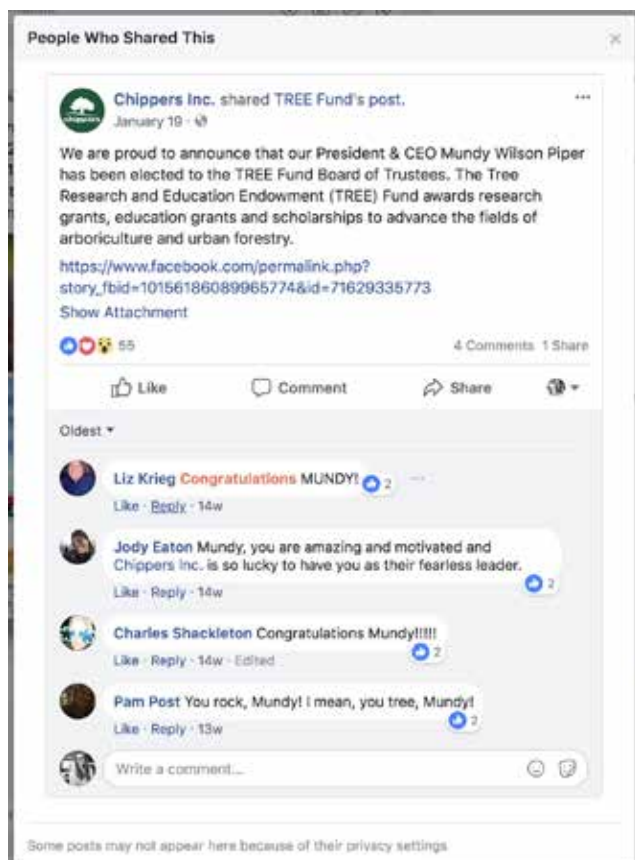 People Who Shared This
×
Chippers Inc. shared TREE Fund's post.
January 19 ·
chippers
We are proud to announce that our President & CEO Mundy Wilson Piper
has been elected to the TREE Fund Board of Trustees. The Tree
Research and Education Endowment (TREE) Fund awards research
grants, education grants and scholarships to advance the fields of
arboriculture and urban forestry.
https://www.facebook.com/permalink.php?
story_fbid=10156186089965774&id=71629335773
Show Attachment
55 4 Comments 1 Share
Like Comment Share
Oldest
Liz Krieg Congratulations MUNDY! 2
Like · Reply · 14w
Jody Eaton Mundy, you are amazing and motivated and
Chippers Inc. is so lucky to have you as their fearless leader.
2
Like · Reply · 14w
Charles Shackleton Congratulations Mundy!!!!!
2
Like · Reply · 14w · Edited
Pam Post You rock, Mundy! I mean, you tree, Mundy!
2
Like · Reply · 13w
Write a comment...
Some posts may not appear here because of their privacy settings